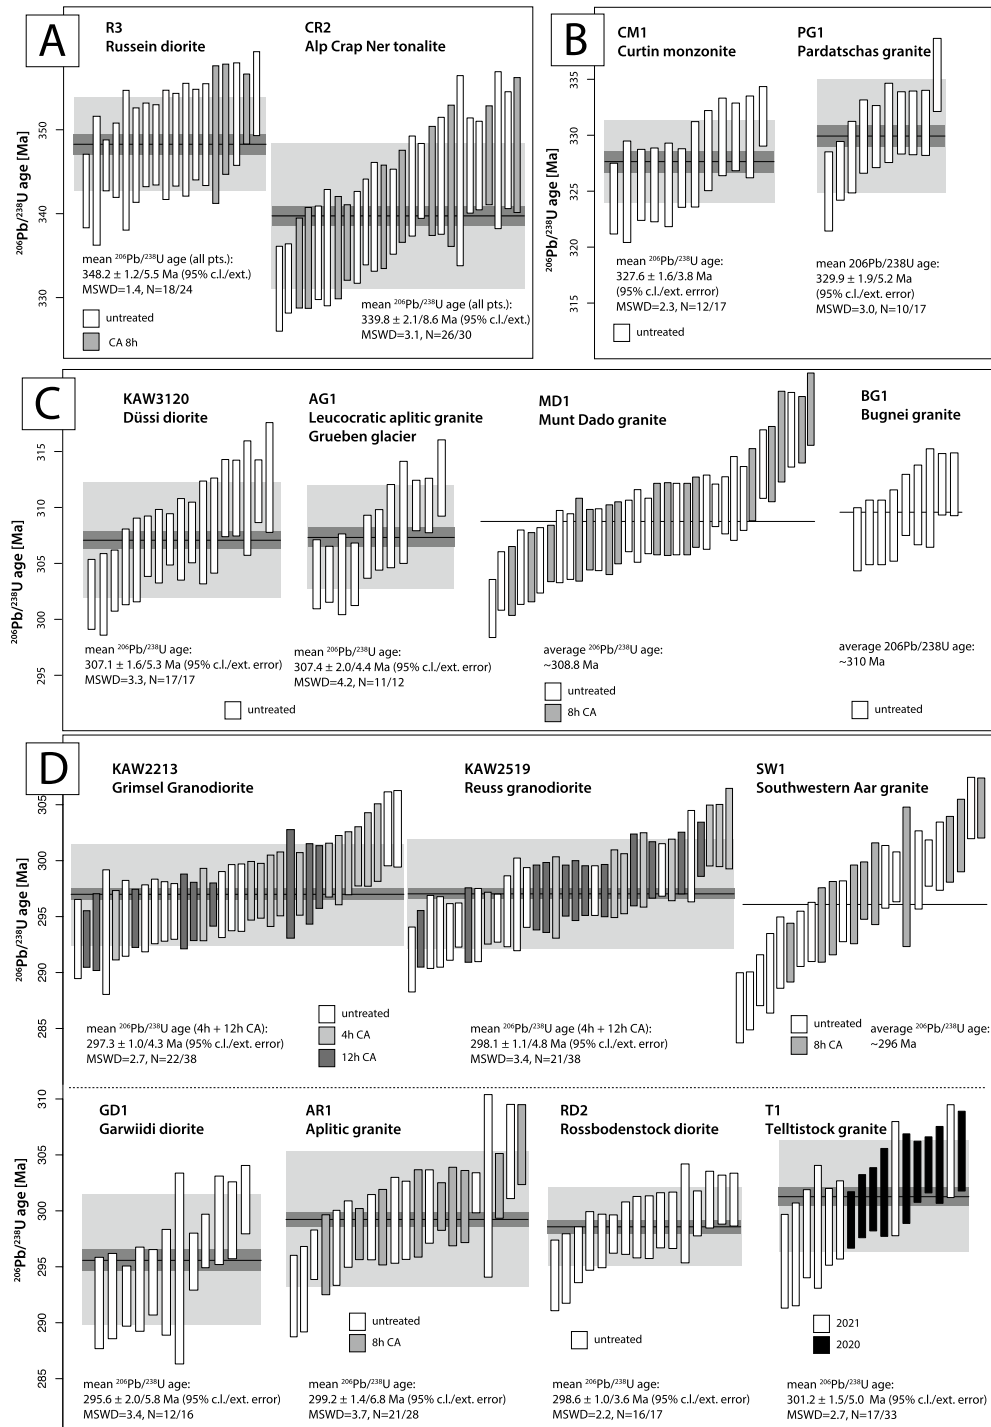 A
R3
Russein diorite
CR2
Alp Crap Ner tonalite
206Pb/238U age [Ma]
350
340
330
mean 206Pb/238U age (all pts.):
348.2 ± 1.2/5.5 Ma (95% c.l./ext.)
MSWD=1.4, N=18/24
untreated
CA 8h
mean 206Pb/238U age (all pts.):
339.8 ± 2.1/8.6 Ma (95% c.l./ext.)
MSWD=3.1, N=26/30
B
CM1
Curtin monzonite
PG1
Pardatschas granite
206Pb/238U age [Ma]
335
330
325
320
315
mean 206Pb/238U age:
327.6 ± 1.6/3.8 Ma
(95% c.l./ext. errror)
MSWD=2.3, N=12/17
untreated
mean 206Pb/238U age:
329.9 ± 1.9/5.2 Ma
(95% c.l./ext. error)
MSWD=3.0, N=10/17
C
KAW3120
Düssi diorite
AG1
Leucocratic aplitic granite
Grueben glacier
MD1
Munt Dado granite
BG1
Bugnei granite
206Pb/238U age [Ma]
315
310
305
300
295
mean 206Pb/238U age:
307.1 ± 1.6/5.3 Ma (95% c.l./ext. error)
MSWD=3.3, N=17/17
mean 206Pb/238U age:
307.4 ± 2.0/4.4 Ma (95% c.l./ext. error)
MSWD=4.2, N=11/12
untreated
average 206Pb/238U age:
~308.8 Ma
untreated
8h CA
average 206Pb/238U age:
~310 Ma
untreated
D
KAW2213
Grimsel Granodiorite
KAW2519
Reuss granodiorite
SW1
Southwestern Aar granite
206Pb/238U age [Ma]
305
300
295
290
285
mean 206Pb/238U age (4h + 12h CA):
297.3 ± 1.0/4.3 Ma (95% c.l./ext. error)
MSWD=2.7, N=22/38
untreated
4h CA
12h CA
mean 206Pb/238U age (4h + 12h CA):
298.1 ± 1.1/4.8 Ma (95% c.l./ext. error)
MSWD=3.4, N=21/38
untreated
8h CA
average 206Pb/238U age:
~296 Ma
GD1
Garwiidi diorite
AR1
Aplitic granite
RD2
Rossbodenstock diorite
T1
Telltistock granite
206Pb/238U age [Ma]
310
305
300
295
290
285
untreated
8h CA
untreated
2021
2020
mean 206Pb/238U age:
295.6 ± 2.0/5.8 Ma (95% c.l./ext. error)
MSWD=3.4, N=12/16
mean 206Pb/238U age:
299.2 ± 1.4/6.8 Ma (95% c.l./ext. error)
MSWD=3.7, N=21/28
mean 206Pb/238U age:
298.6 ± 1.0/3.6 Ma (95% c.l./ext. error)
MSWD=2.2, N=16/17
mean 206Pb/238U age:
301.2 ± 1.5/5.0 Ma (95% c.l./ext. error)
MSWD=2.7, N=17/33